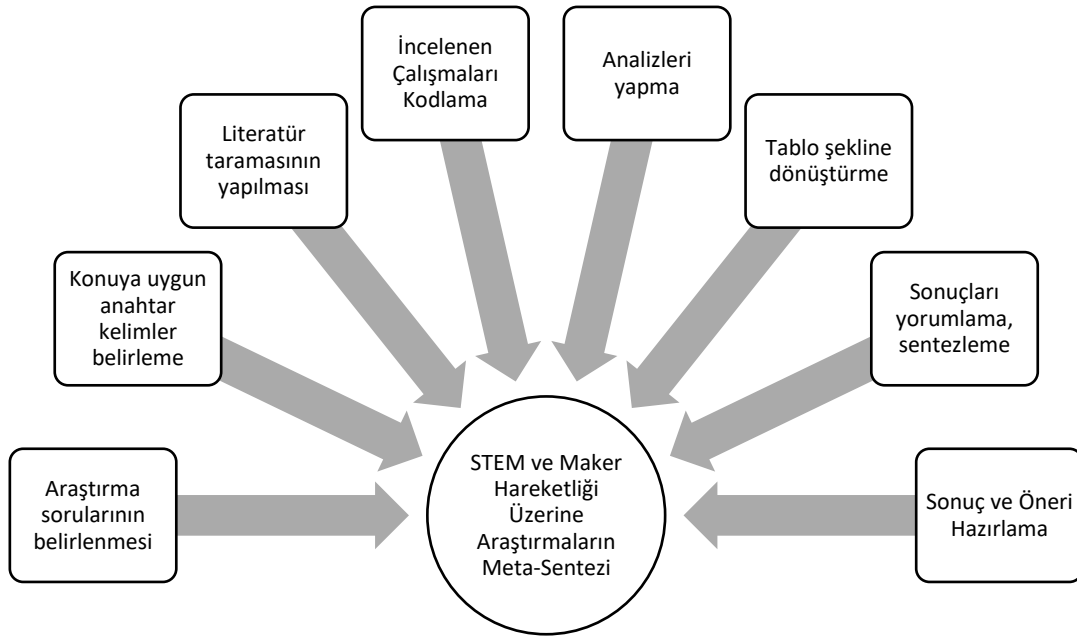 Araştırma
sorularının
belirlenmesi
Konuya uygun
anahtar
kelimler
belirleme
Literatür
taramasının
yapılması
İncelenen
Çalışmaları
Kodlama
Analizleri
yapma
Tablo şekline
dönüştürme
Sonuçları
yorumlama,
sentezleme
Sonuç ve Öneri
Hazırlama
STEM ve Maker
Hareketliği
Üzerine
Araştırmaların
Meta-Sentezi